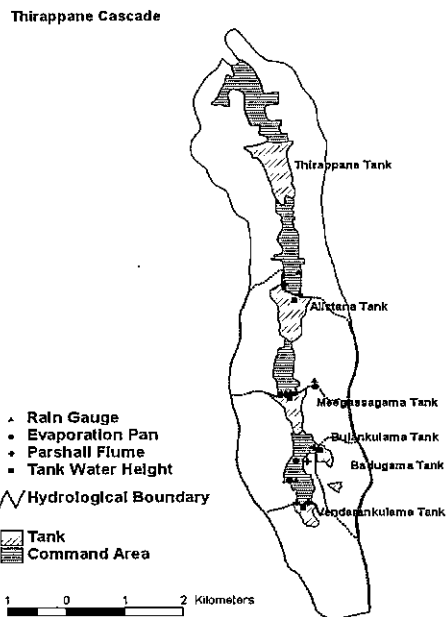 Thirappane Cascade
Thirappana Tank
Alistana Tank
Meegassagama Tank
Bulankulama Tank
Badugama Tank
Vendarankulama Tank
Rain Gauge
Evaporation Pan
Parshall Flume
Tank Water Height
Hydrological Boundary
Tank
Command Area
1 0 1 2 Kilometers